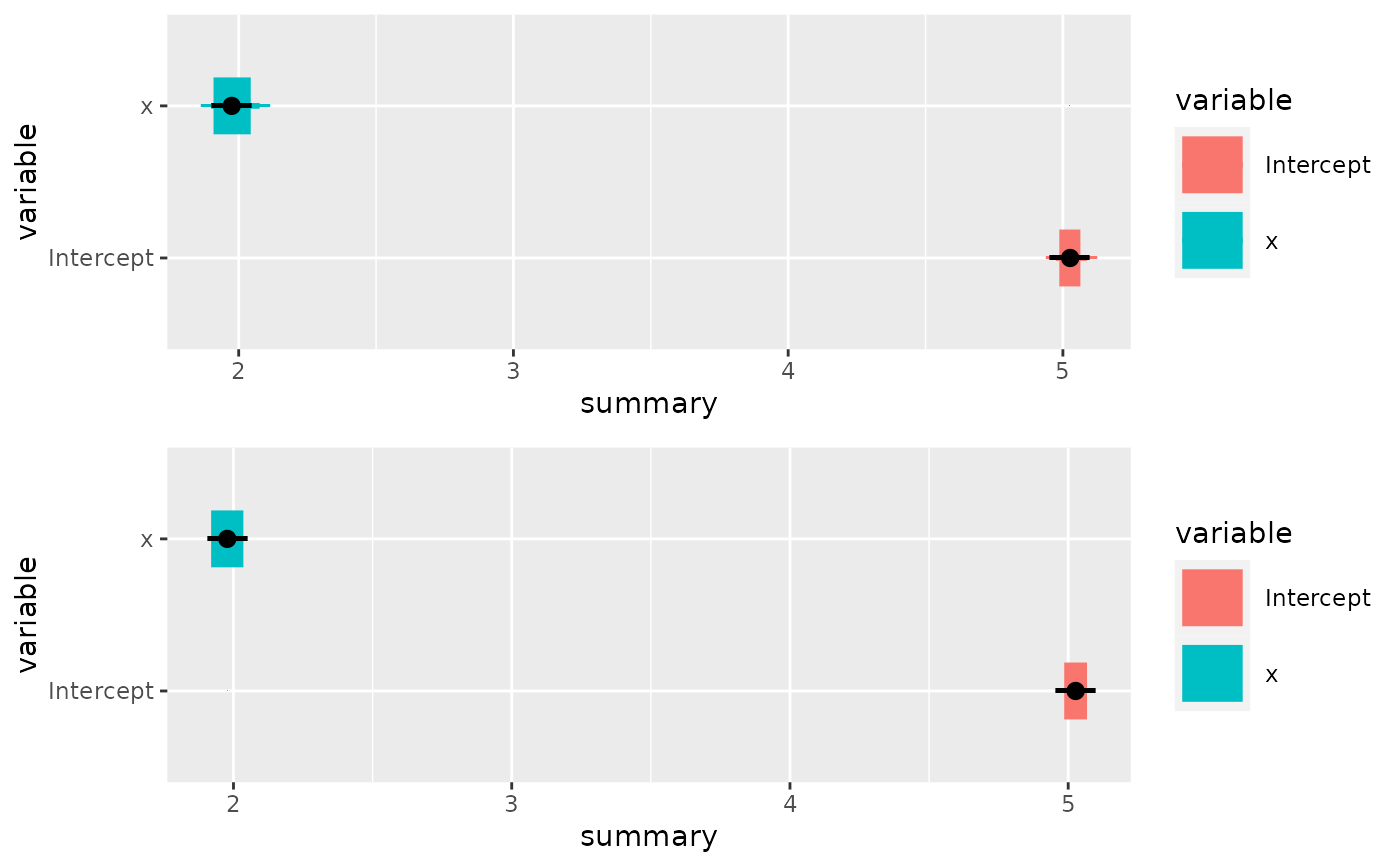 variable
x
Intercept
2 3 4 5
summary
variable
Intercept
x
variable
x
Intercept
2 3 4 5
summary
variable
Intercept
x